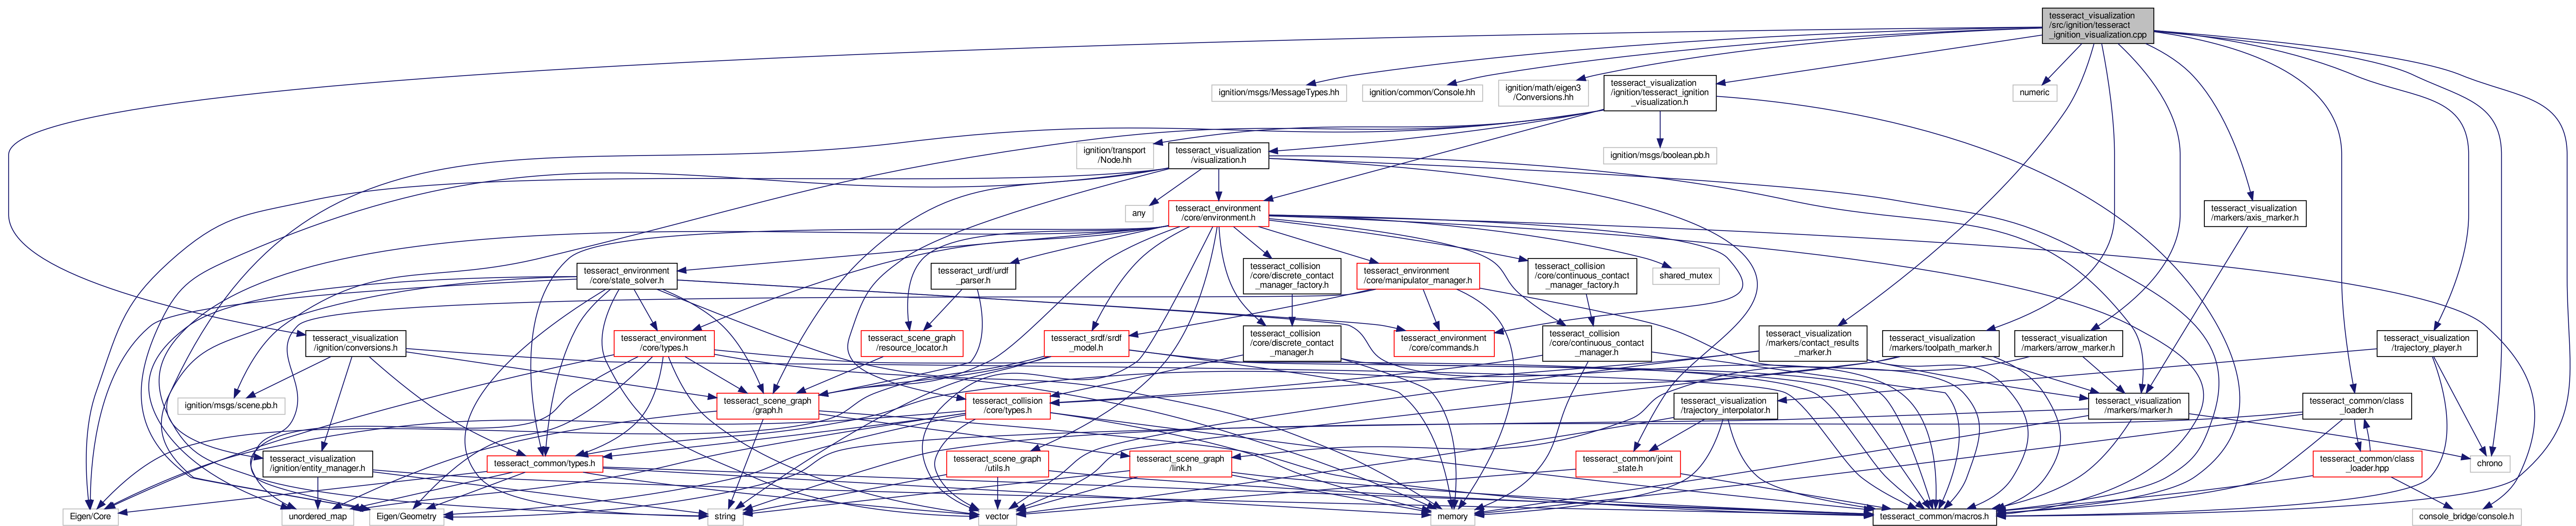 tesseract_visualization
/src/ignition/tesseract
_ignition_visualization.cpp
ignition/msgs/MessageTypes.hh
ignition/common/Console.hh
ignition/math/eigen3
/Conversions.hh
tesseract_visualization
/ignition/tesseract_ignition
_visualization.h
numeric
ignition/transport
/Node.hh
tesseract_visualization
/visualization.h
ignition/msgs/boolean.pb.h
any
tesseract_environment
/core/environment.h
tesseract_visualization
/markers/axis_marker.h
tesseract_environment
/core/state_solver.h
tesseract_urdf/urdf
_parser.h
tesseract_collision
/core/discrete_contact
_manager_factory.h
tesseract_environment
/core/manipulator_manager.h
tesseract_collision
/core/continuous_contact
_manager_factory.h
shared_mutex
tesseract_visualization
/ignition/conversions.h
tesseract_environment
/core/types.h
tesseract_scene_graph
/resource_locator.h
tesseract_srdf/srdf
_model.h
tesseract_collision
/core/discrete_contact
_manager.h
tesseract_environment
/core/commands.h
tesseract_collision
/core/continuous_contact
_manager.h
tesseract_visualization
/markers/contact_results
_marker.h
tesseract_visualization
/markers/toolpath_marker.h
tesseract_visualization
/markers/arrow_marker.h
tesseract_visualization
/trajectory_player.h
ignition/msgs/scene.pb.h
tesseract_scene_graph
/graph.h
tesseract_collision
/core/types.h
tesseract_visualization
/trajectory_interpolator.h
tesseract_visualization
/markers/marker.h
tesseract_common/class
_loader.h
tesseract_visualization
/ignition/entity_manager.h
tesseract_common/types.h
tesseract_scene_graph
/utils.h
tesseract_scene_graph
/link.h
tesseract_common/joint
_state.h
chrono
tesseract_common/class
_loader.hpp
Eigen/Core
unordered_map
Eigen/Geometry
string
vector
memory
tesseract_common/macros.h
console_bridge/console.h